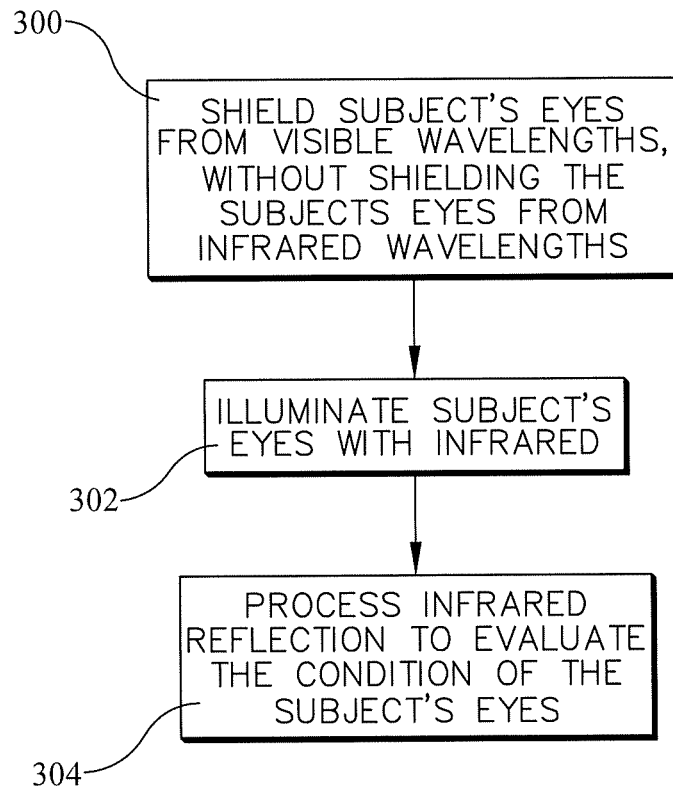 300
SHIELD SUBJECT'S EYES
FROM VISIBLE WAVELENGTHS,
WITHOUT SHIELDING THE
SUBJECTS EYES FROM
INFRARED WAVELENGTHS
ILLUMINATE SUBJECT'S
EYES WITH INFRARED
302
PROCESS INFRARED
REFLECTION TO EVALUATE
THE CONDITION OF THE
SUBJECT'S EYES
304